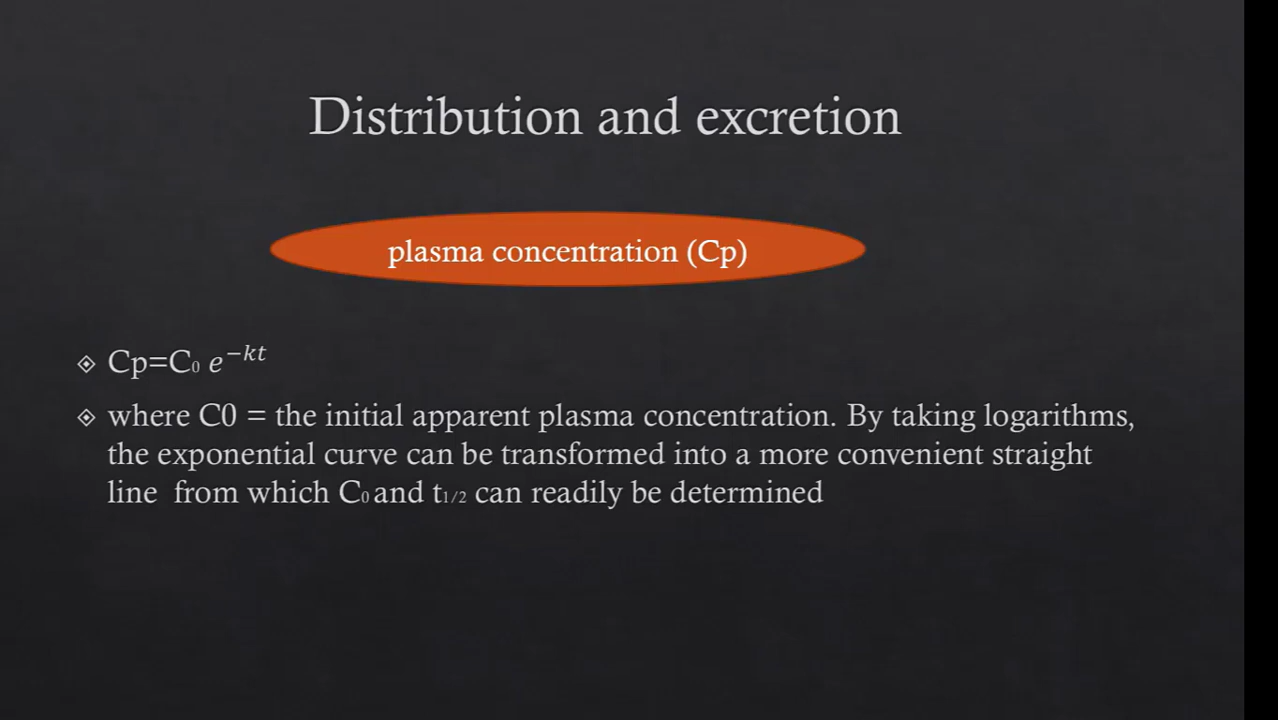 Distribution and excretion
plasma concentration (Cp)
Cp=C₀ e^{−kt}
where C0 = the initial apparent plasma concentration. By taking logarithms,
the exponential curve can be transformed into a more convenient straight
line from which C₀ and t₁/₂ can readily be determined